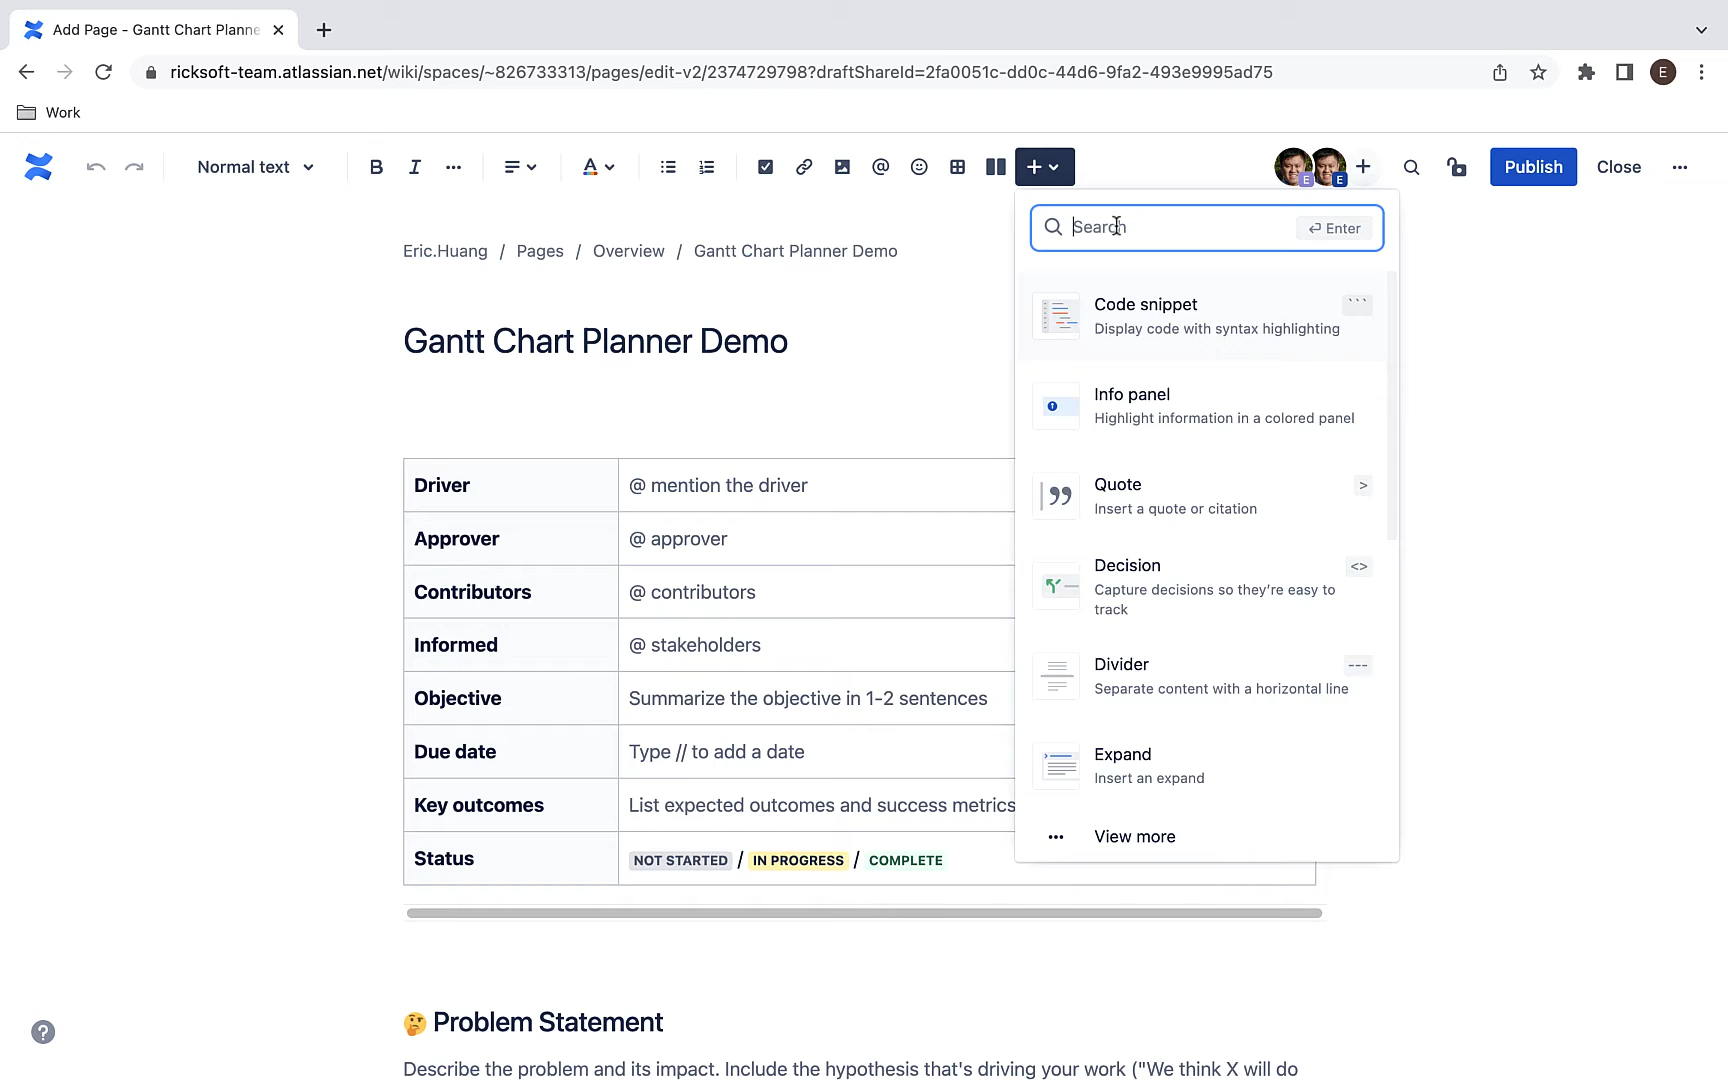 Add Page - Gantt Chart Planne
ricksoft-team.atlassian.net/wiki/spaces/~826733313/pages/edit-v2/2374729798?draftShareId=2fa0051c-dd0c-44d6-9fa2-493e9995ad75
E
Work
Normal text
B
I
A
@
E
E
Publish
Close
Search
Enter
Eric.Huang / Pages / Overview / Gantt Chart Planner Demo
Gantt Chart Planner Demo
Code snippet
```
Display code with syntax highlighting
Info panel
Highlight information in a colored panel
Quote
>
Insert a quote or citation
Decision
<>
Capture decisions so they're easy to
track
Divider
---
Separate content with a horizontal line
Expand
Insert an expand
View more
Driver
@ mention the driver
Approver
@ approver
Contributors
@ contributors
Informed
@ stakeholders
Objective
Summarize the objective in 1-2 sentences
Due date
Type // to add a date
Key outcomes
List expected outcomes and success metrics
Status
NOT STARTED / IN PROGRESS / COMPLETE
🤔 Problem Statement
Describe the problem and its impact. Include the hypothesis that's driving your work ("We think X will do
?